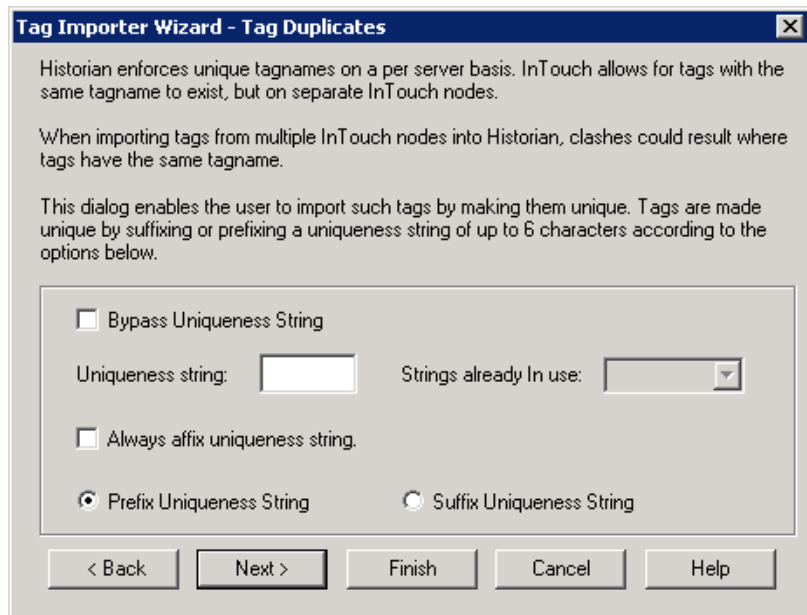 Tag Importer Wizard - Tag Duplicates
Historian enforces unique tagnames on a per server basis. InTouch allows for tags with the
same tagname to exist, but on separate InTouch nodes.
When importing tags from multiple InTouch nodes into Historian, clashes could result where
tags have the same tagname.
This dialog enables the user to import such tags by making them unique. Tags are made
unique by suffixing or prefixing a uniqueness string of up to 6 characters according to the
options below.
Bypass Uniqueness String
Uniqueness string: Strings already In use:
Always affix uniqueness string.
Prefix Uniqueness String Suffix Uniqueness String
< Back Next > Finish Cancel Help